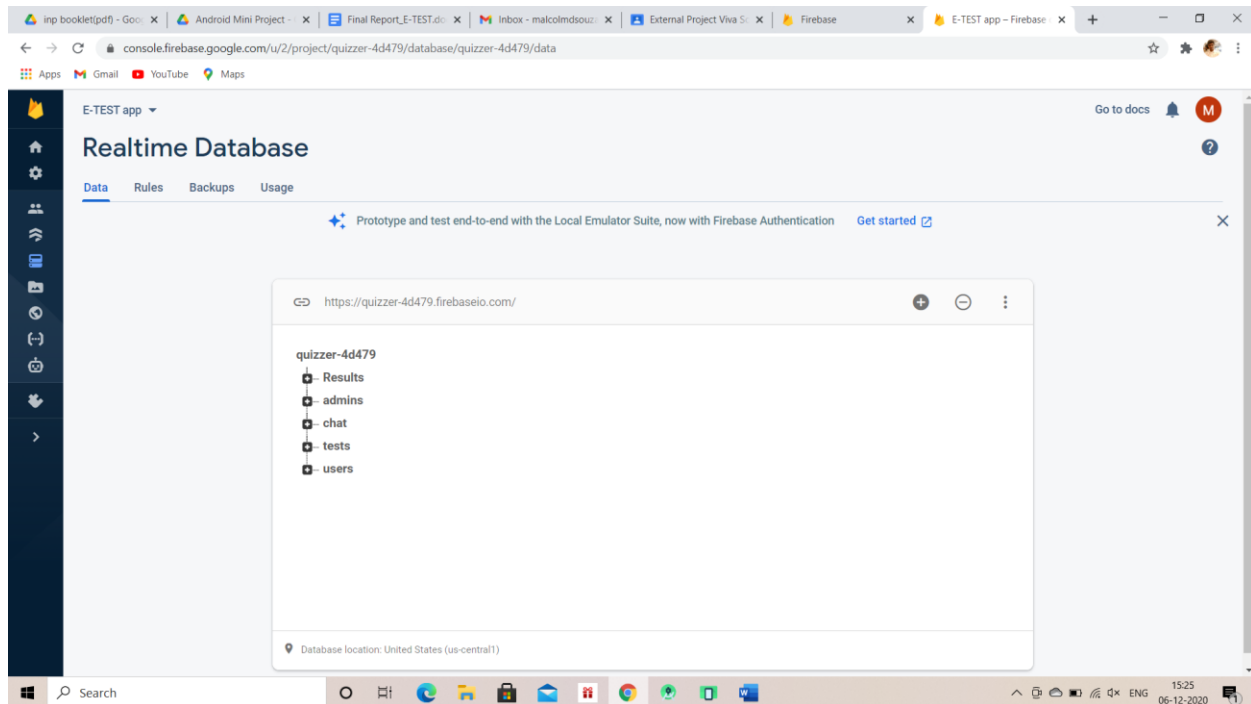 inp booklet(pdf) - Goo
Android Mini Project -
Final Report_E-TEST.do
Inbox - malcolmdsouz
External Project Viva Sc
Firebase
E-TEST app – Firebase
console.firebase.google.com/u/2/project/quizzer-4d479/database/quizzer-4d479/data
Apps Gmail YouTube Maps
E-TEST app
Go to docs
M
Realtime Database
Data Rules Backups Usage
Prototype and test end-to-end with the Local Emulator Suite, now with Firebase Authentication Get started
https://quizzer-4d479.firebaseio.com/
quizzer-4d479
Results
admins
chat
tests
users
Database location: United States (us-central1)
Search
ENG
15:25
06-12-2020